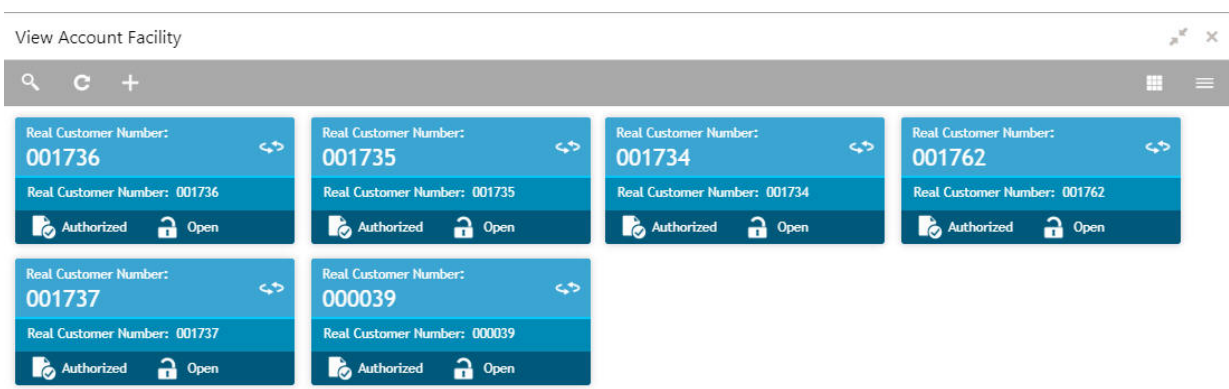 View Account Facility
Real Customer Number:
001736
Real Customer Number: 001736
Authorized Open
Real Customer Number:
001735
Real Customer Number: 001735
Authorized Open
Real Customer Number:
001734
Real Customer Number: 001734
Authorized Open
Real Customer Number:
001762
Real Customer Number: 001762
Authorized Open
Real Customer Number:
001737
Real Customer Number: 001737
Authorized Open
Real Customer Number:
000039
Real Customer Number: 000039
Authorized Open